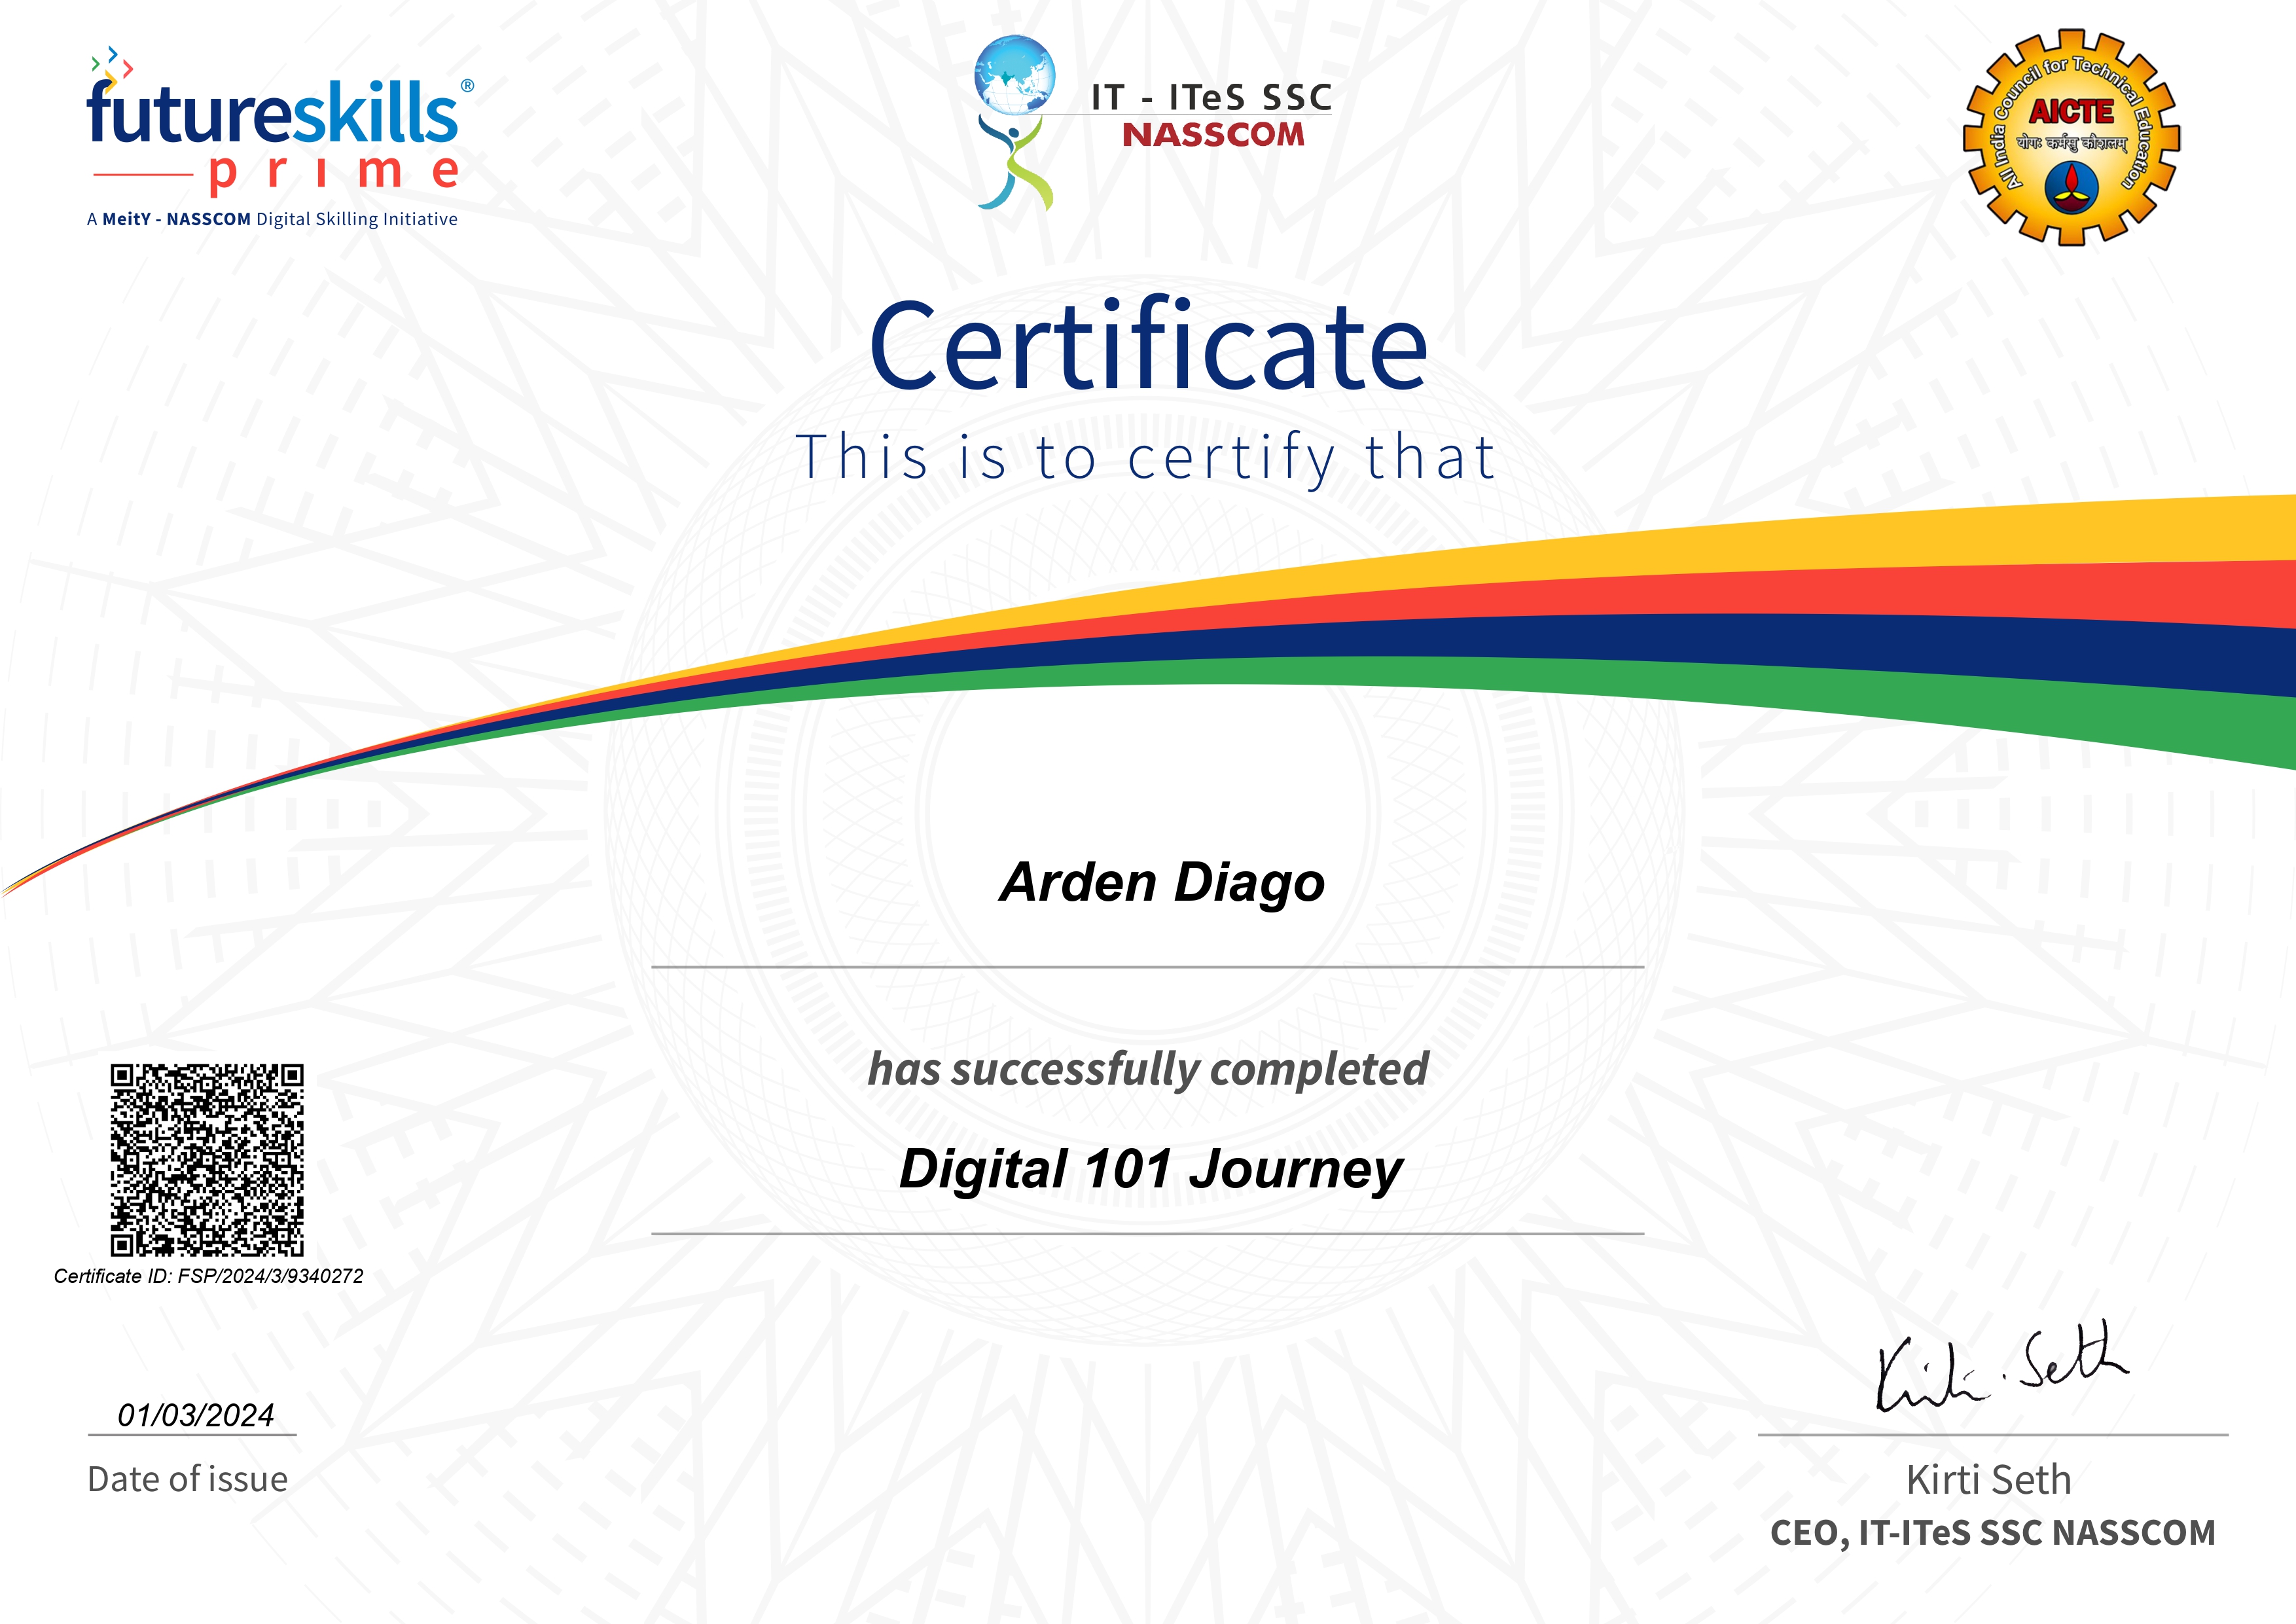 futureskills®
prime
A MeitY - NASSCOM Digital Skilling Initiative
IT - ITeS SSC
NASSCOM
All India Council for Technical Education
AICTE
योगः कर्मसु कौशलम्
Certificate
This is to certify that
Arden Diago
has successfully completed
Digital 101 Journey
Certificate ID: FSP/2024/3/9340272
01/03/2024
Date of issue
Kirti Seth
Kirti Seth
CEO, IT-ITeS SSC NASSCOM